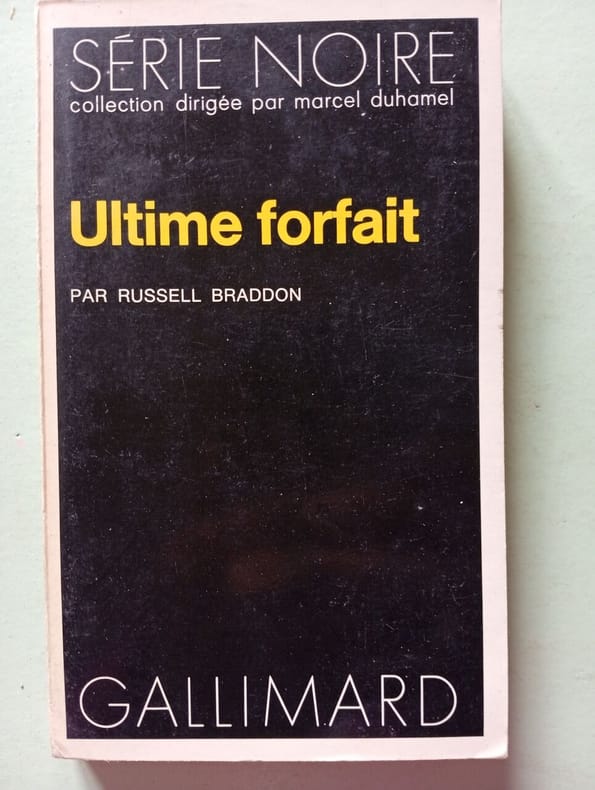 SÉRIE NOIRE
collection dirigée par marcel duhamel
Ultime forfait
PAR RUSSELL BRADDON
GALLIMARD